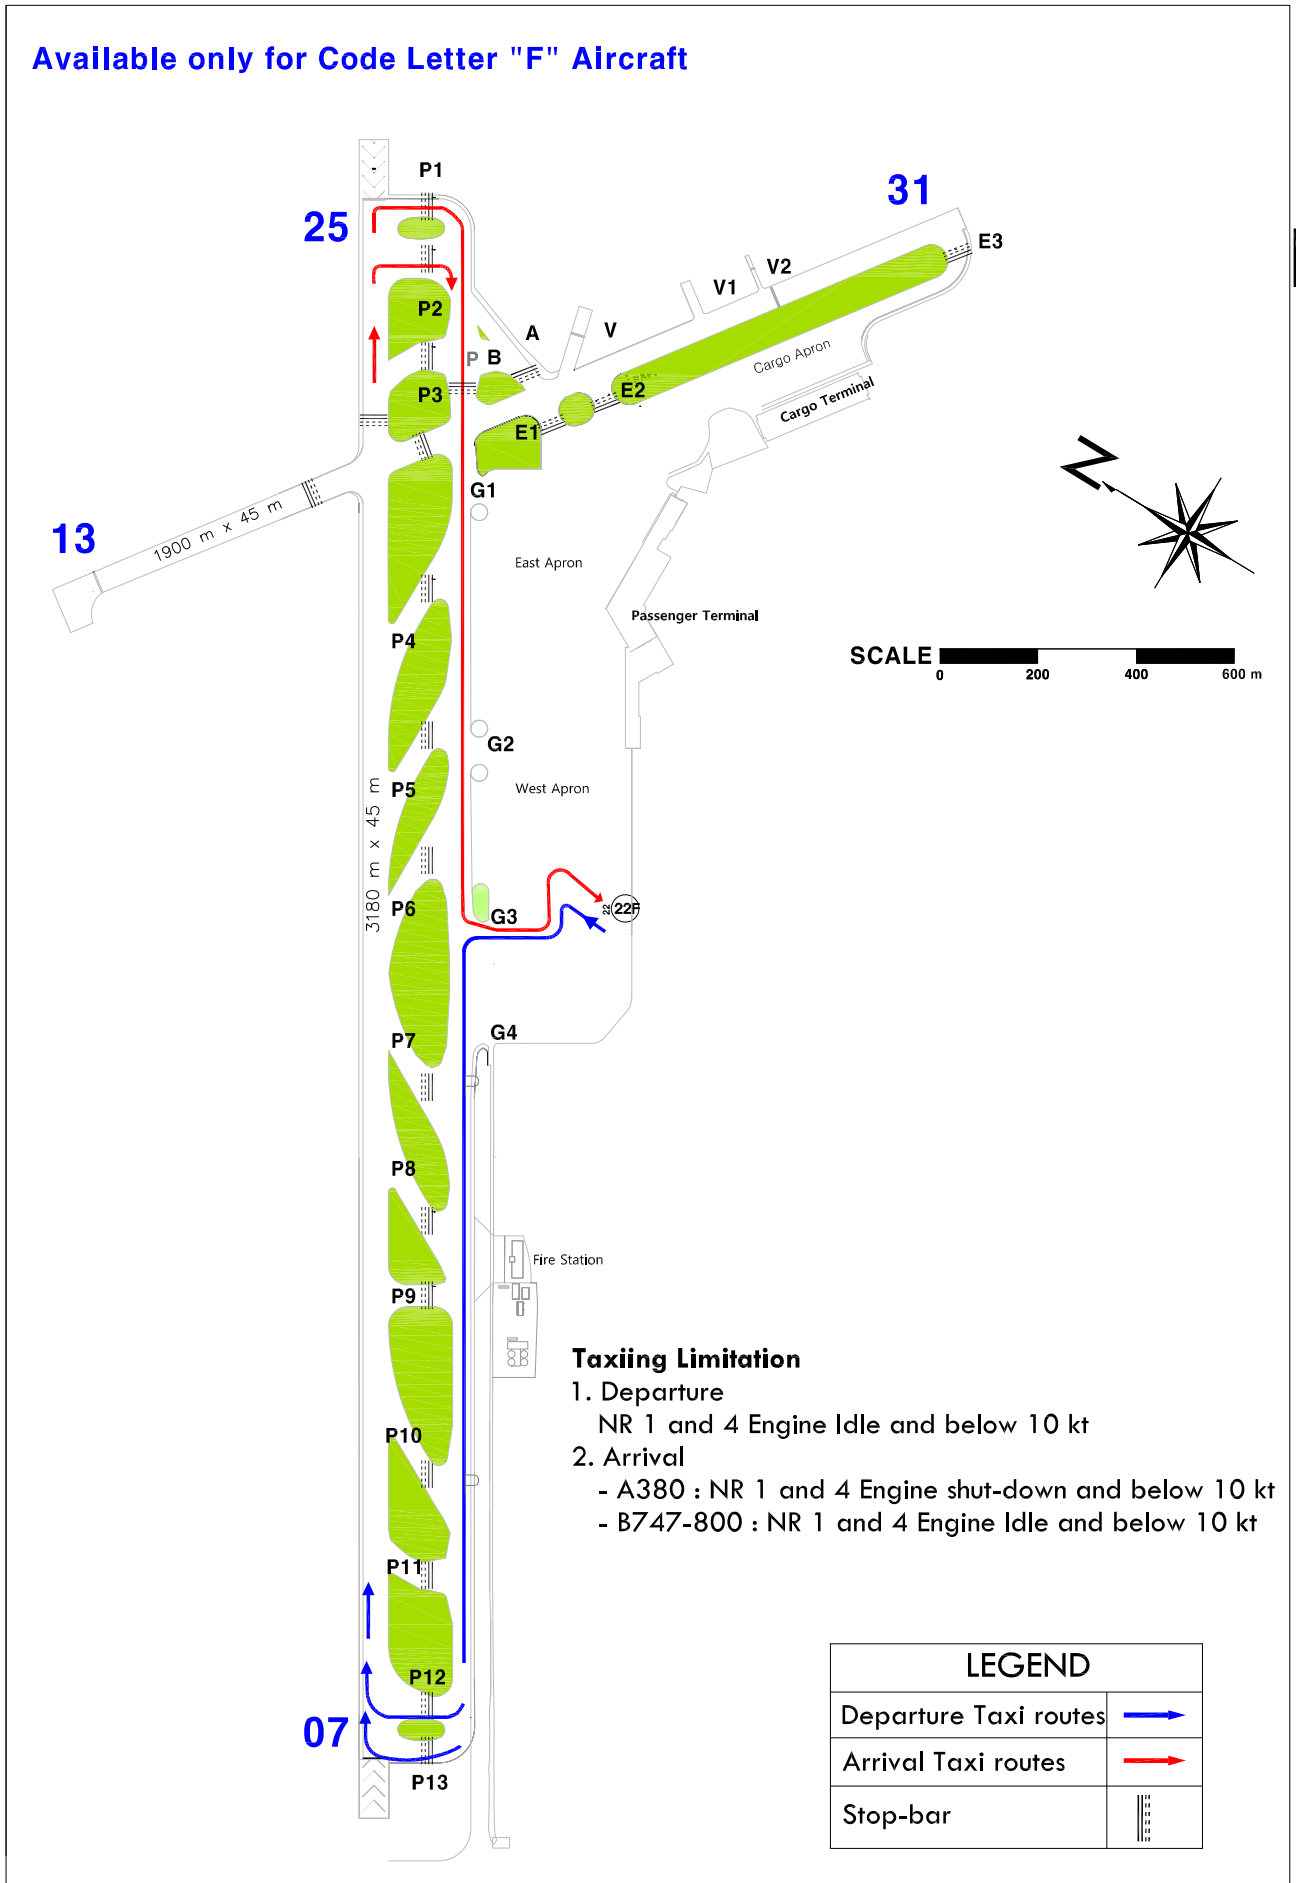 Available only for Code Letter "F" Aircraft
P1
31
25
E3
V2
V1
P2
A
V
P
B
Cargo Apron
P3
E2
Cargo Terminal
E1
G1
1900 m x 45 m
13
East Apron
Passenger Terminal
P4
SCALE
0
200
400
600 m
G2
P5
West Apron
3180 m x 45 m
P6
G3
22
22F
G4
P7
P8
Fire Station
P9
Taxiing Limitation
1. Departure
NR 1 and 4 Engine Idle and below 10 kt
P10
2. Arrival
- A380 : NR 1 and 4 Engine shut-down and below 10 kt
- B747-800 : NR 1 and 4 Engine Idle and below 10 kt
P11
P12
07
P13
LEGEND
Departure Taxi routes
Arrival Taxi routes
Stop-bar